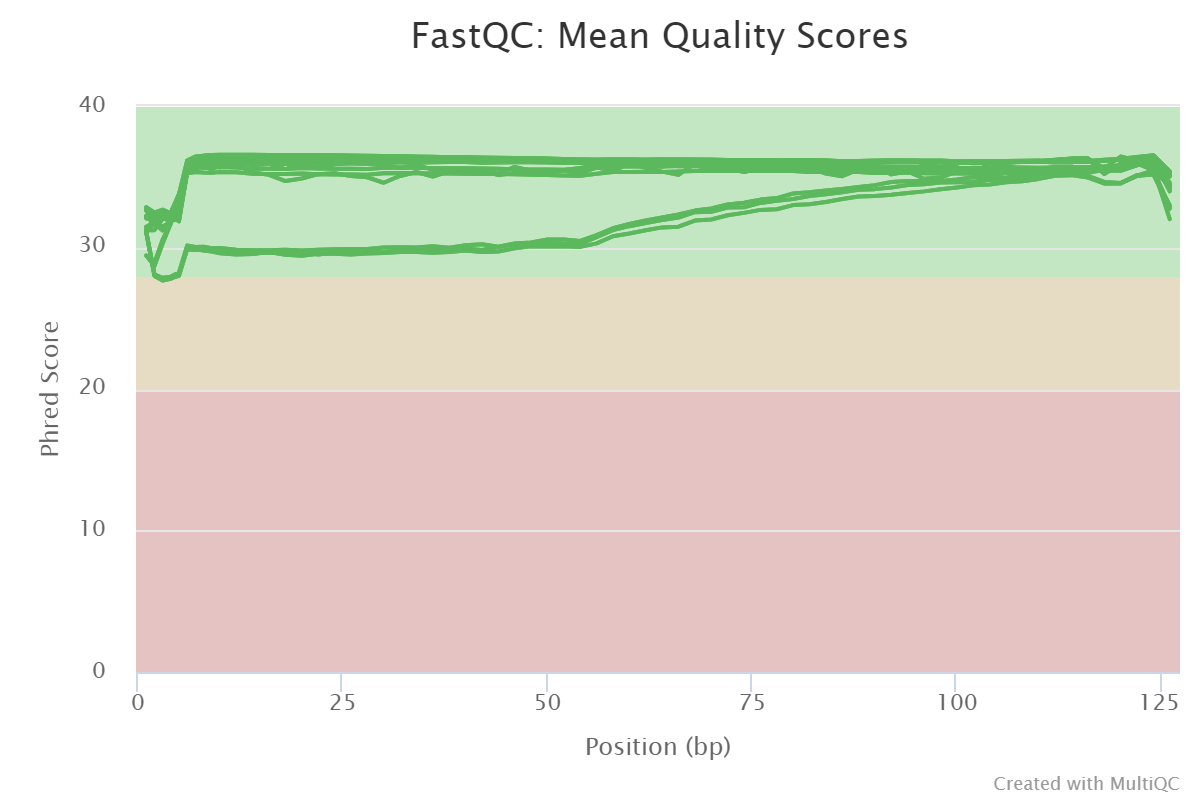 FastQC: Mean Quality Scores
40
30
20
10
0
Phred Score
0 25 50 75 100 125
Position (bp)
Created with MultiQC